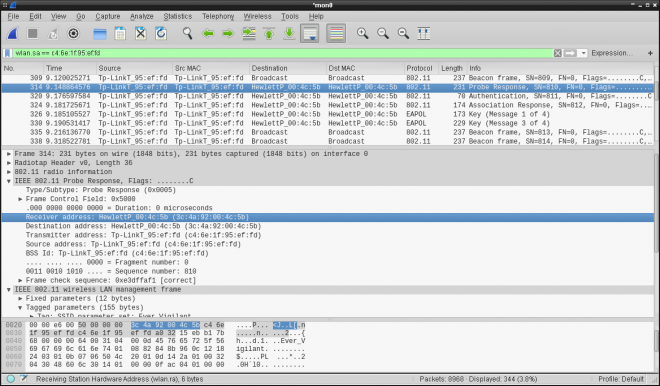 *mon0
File Edit View Go Capture Analyze Statistics Telephony Wireless Tools Help
wlan.sa == c4:6e:1f:95:ef:fd Expression... +
No. Time Source Src MAC Destination Dst MAC Protocol Length Info
309 9.120025271 Tp-LinkT_95:ef:fd Tp-LinkT_95:ef:fd Broadcast Broadcast 802.11 237 Beacon frame, SN=809, FN=0, Flags=........C,...
314 9.148864576 Tp-LinkT_95:ef:fd Tp-LinkT_95:ef:fd HewlettP_00:4c:5b HewlettP_00:4c:5b 802.11 231 Probe Response, SN=810, FN=0, Flags=........C...
320 9.176597584 Tp-LinkT_95:ef:fd Tp-LinkT_95:ef:fd HewlettP_00:4c:5b HewlettP_00:4c:5b 802.11 70 Authentication, SN=811, FN=0, Flags=........C
324 9.181725671 Tp-LinkT_95:ef:fd Tp-LinkT_95:ef:fd HewlettP_00:4c:5b HewlettP_00:4c:5b 802.11 174 Association Response, SN=812, FN=0, Flags=...
326 9.185105527 Tp-LinkT_95:ef:fd Tp-LinkT_95:ef:fd HewlettP_00:4c:5b HewlettP_00:4c:5b EAPOL 173 Key (Message 1 of 4)
330 9.190531417 Tp-LinkT_95:ef:fd Tp-LinkT_95:ef:fd HewlettP_00:4c:5b HewlettP_00:4c:5b EAPOL 229 Key (Message 3 of 4)
335 9.216136770 Tp-LinkT_95:ef:fd Tp-LinkT_95:ef:fd Broadcast Broadcast 802.11 237 Beacon frame, SN=813, FN=0, Flags=........C,...
338 9.318522781 Tp-LinkT_95:ef:fd Tp-LinkT_95:ef:fd Broadcast Broadcast 802.11 237 Beacon frame, SN=814, FN=0, Flags=........C,...
Frame 314: 231 bytes on wire (1848 bits), 231 bytes captured (1848 bits) on interface 0
Radiotap Header v0, Length 36
802.11 radio information
IEEE 802.11 Probe Response, Flags: ........C
Type/Subtype: Probe Response (0x0005)
Frame Control Field: 0x5000
.000 0000 0000 0000 = Duration: 0 microseconds
Receiver address: HewlettP_00:4c:5b (3c:4a:92:00:4c:5b)
Destination address: HewlettP_00:4c:5b (3c:4a:92:00:4c:5b)
Transmitter address: Tp-LinkT_95:ef:fd (c4:6e:1f:95:ef:fd)
Source address: Tp-LinkT_95:ef:fd (c4:6e:1f:95:ef:fd)
BSS Id: Tp-LinkT_95:ef:fd (c4:6e:1f:95:ef:fd)
.... .... .... 0000 = Fragment number: 0
0011 0010 1010 .... = Sequence number: 810
Frame check sequence: 0xe3dffaf1 [correct]
IEEE 802.11 wireless LAN management frame
Fixed parameters (12 bytes)
Tagged parameters (155 bytes)
Tag: SSID parameter set: Ever_Vigilant
0020 00 00 e6 00 50 00 00 00 3c 4a 92 00 4c 5b c4 6e ....P... <J..L[.n
0030 1f 95 ef fd c4 6e 1f 95 ef fd a0 32 15 eb b1 7b .....n.. ...2...{
0040 68 00 00 00 64 00 31 04 00 0d 45 76 65 72 5f 56 h...d.1. ..Ever_V
0050 69 67 69 6c 61 6e 74 01 08 82 84 8b 96 0c 12 18 igilant. ........
0060 24 03 01 0b 07 06 50 4c 20 01 0d 14 2a 01 00 32 $.....PL ...*..2
0070 04 30 48 60 6c 30 14 01 00 00 0f ac 04 01 00 00 .0H`l0.. ........
Receiving Station Hardware Address (wlan.ra), 6 bytes Packets: 8960 · Displayed: 344 (3.8%) Profile: Default